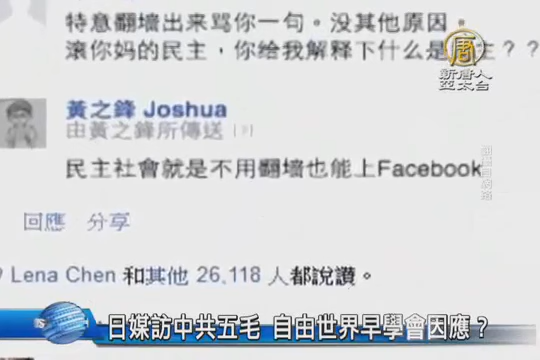 特意翻墙出来骂你一句。没其他原因。
滚你妈的民主，你给我解释下什么是
主？？
唐
新唐人
亞太台
黃之鋒 Joshua
由黃之鋒所傳送
民主社會就是不用翻墻也能上Facebook
回應 分享
Lena Chen 和其他 26,118 人都說讚。
日媒訪中共五毛 自由世界早學會因應？